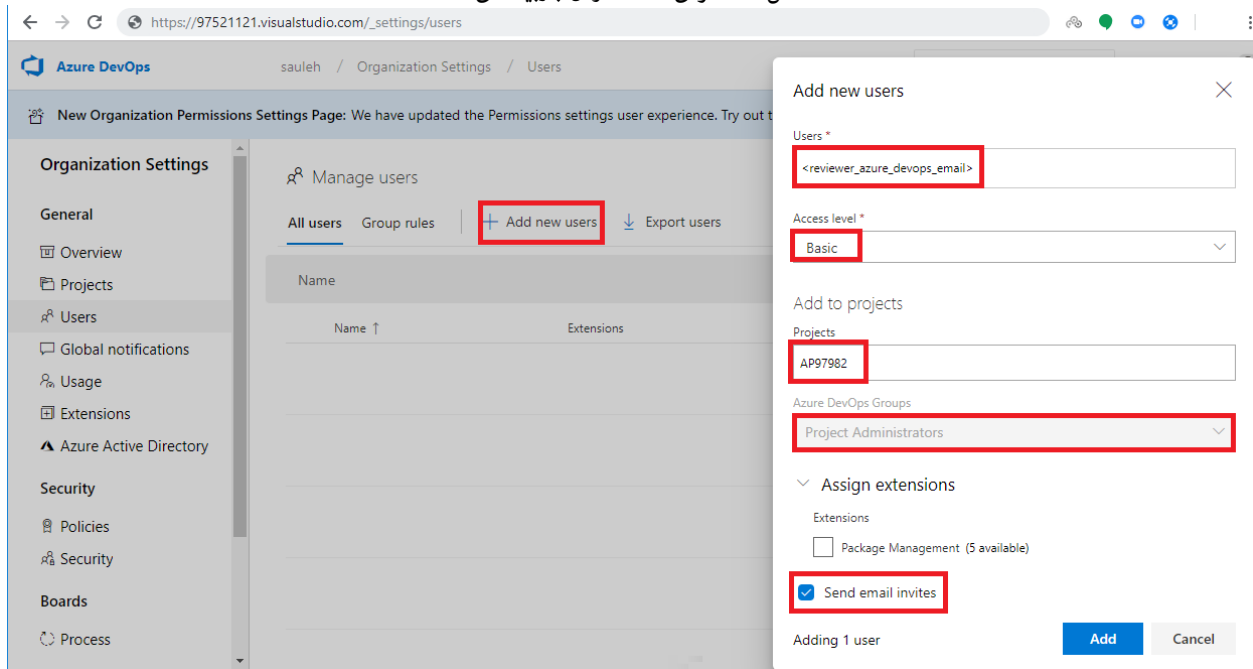 https://97521121.visualstudio.com/_settings/users
Azure DevOps
sauleh / Organization Settings / Users
New Organization Permissions Settings Page: We have updated the Permissions settings user experience. Try out t
Organization Settings
General
Overview
Projects
Users
Global notifications
Usage
Extensions
Azure Active Directory
Security
Policies
Security
Boards
Process
Manage users
All users Group rules + Add new users Export users
Name
Name ↑ Extensions
Add new users
Users *
<reviewer_azure_devops_email>
Access level *
Basic
Add to projects
Projects
AP97982
Azure DevOps Groups
Project Administrators
Assign extensions
Extensions
Package Management (5 available)
Send email invites
Adding 1 user
Add Cancel